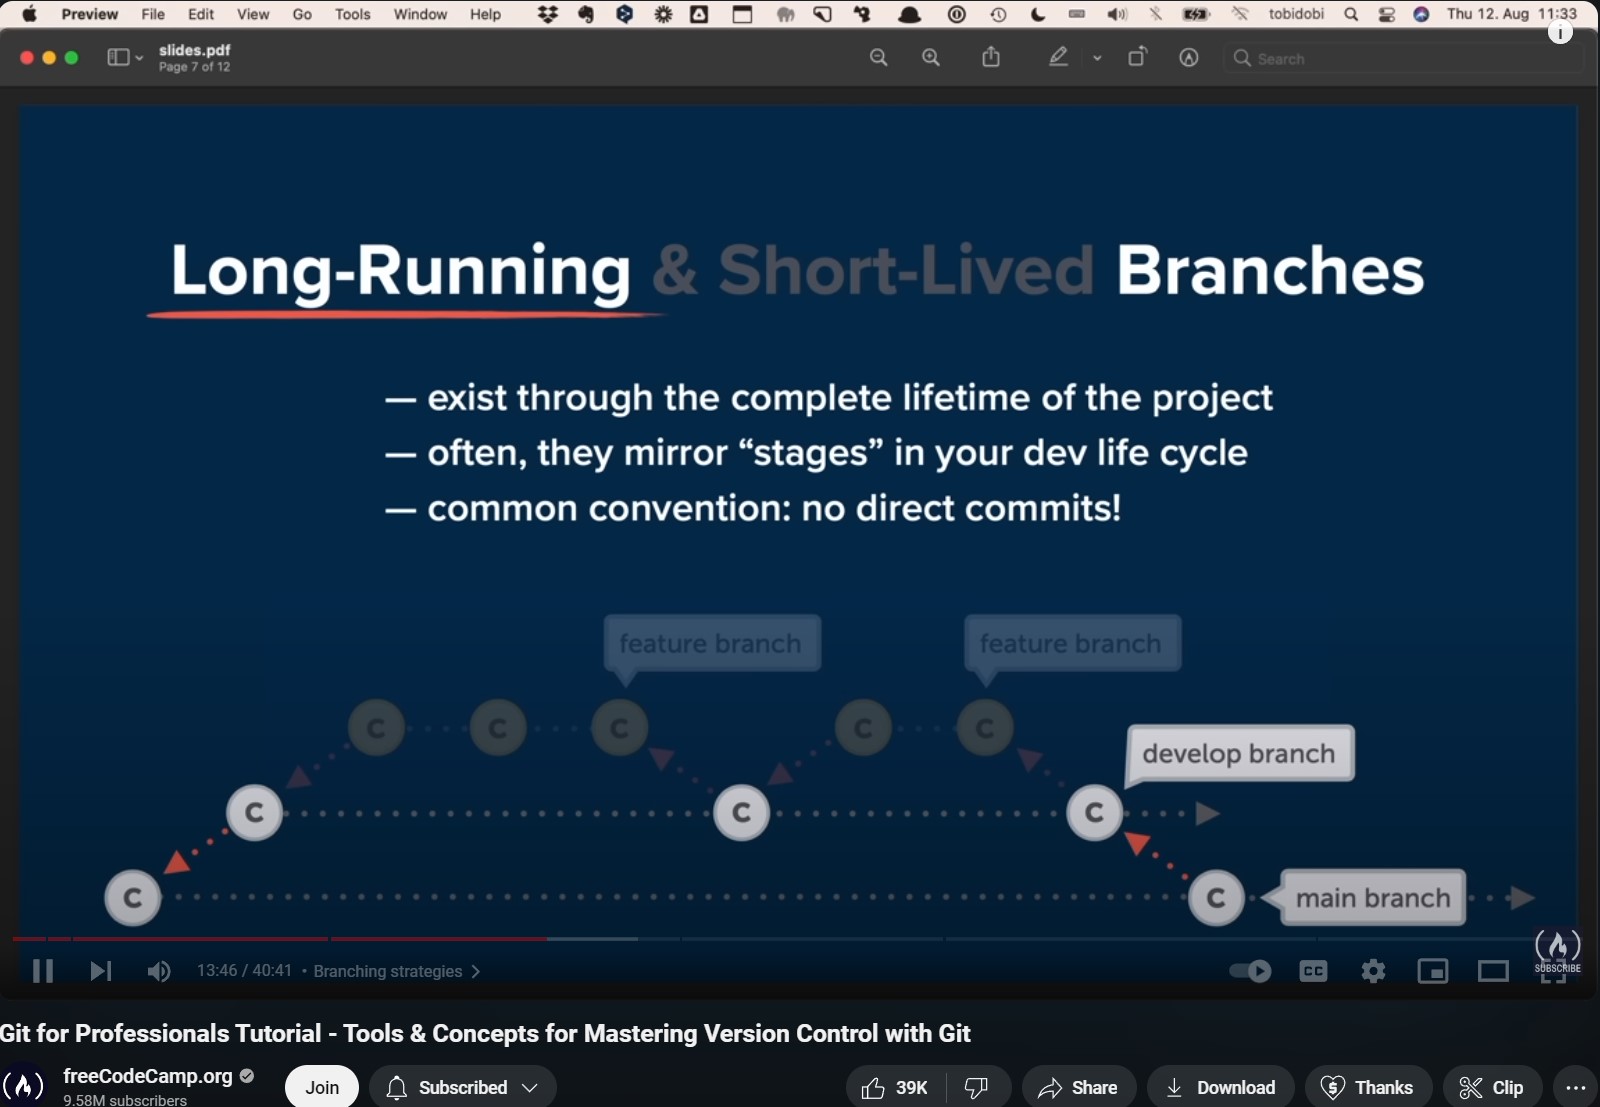 Preview File Edit View Go Tools Window Help tobidobi Thu 12. Aug 11:33
slides.pdf
Page 7 of 12
Search
Long-Running & Short-Lived Branches
— exist through the complete lifetime of the project
— often, they mirror “stages” in your dev life cycle
— common convention: no direct commits!
feature branch feature branch
C C C C C
develop branch
C C C
C C main branch
SUBSCRIBE
13:46 / 40:41 • Branching strategies
CC
Git for Professionals Tutorial - Tools & Concepts for Mastering Version Control with Git
freeCodeCamp.org
9.58M subscribers
Join Subscribed 39K Share Download Thanks Clip